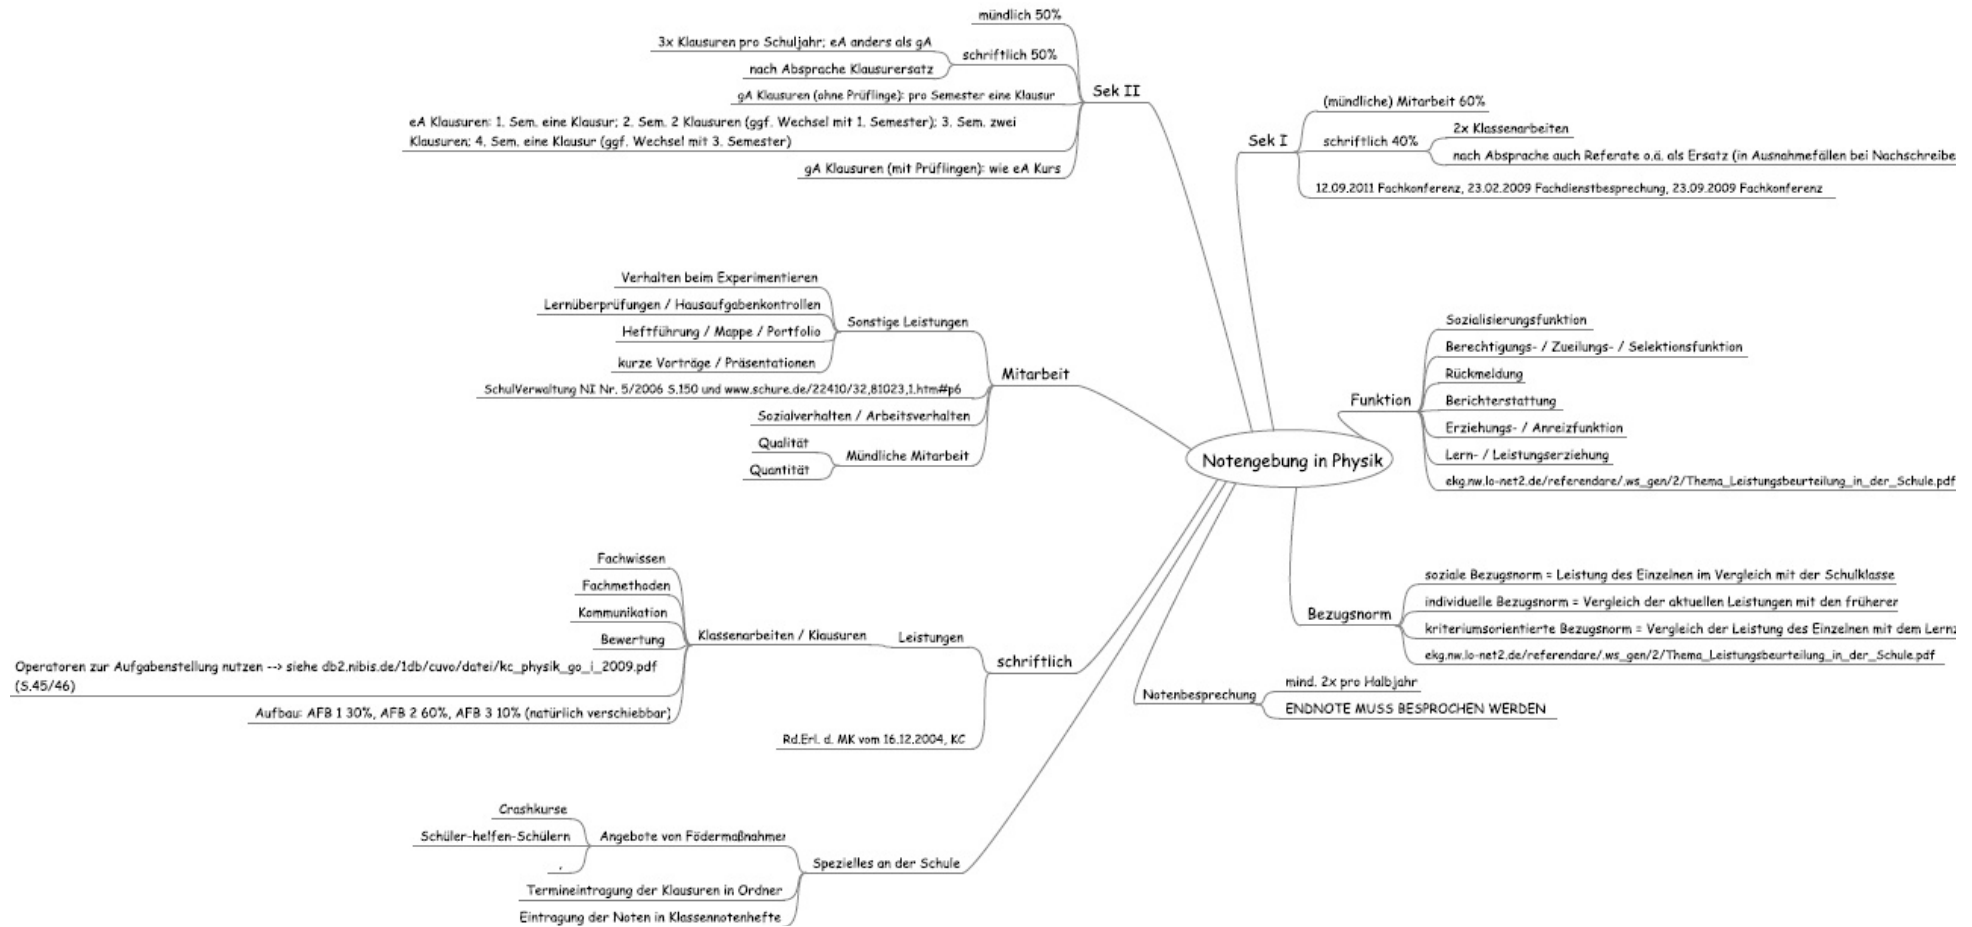 mündlich 50%
3x Klausuren pro Schuljahr; eA anders als gA
schriftlich 50%
nach Absprache Klausurersatz
Sek II
gA Klausuren (ohne Prüflinge): pro Semester eine Klausur
eA Klausuren: 1. Sem. eine Klausur; 2. Sem. 2 Klausuren (ggf. Wechsel mit 1. Semester); 3. Sem. zwei
Klausuren; 4. Sem. eine Klausur (ggf. Wechsel mit 3. Semester)
gA Klausuren (mit Prüflingen): wie eA Kurs
(mündliche) Mitarbeit 60%
Sek I
schriftlich 40%
2x Klassenarbeiten
nach Absprache auch Referate o.ä. als Ersatz (in Ausnahmefällen bei Nachschreibe
12.09.2011 Fachkonferenz, 23.02.2009 Fachdienstbesprechung, 23.09.2009 Fachkonferenz
Verhalten beim Experimentieren
Lernüberprüfungen / Hausaufgabenkontrollen
Sonstige Leistungen
Heftführung / Mappe / Portfolio
kurze Vorträge / Präsentationen
Mitarbeit
SchulVerwaltung NI Nr. 5/2006 S.150 und www.schure.de/22410/32,81023,1.htm#p6
Sozialverhalten / Arbeitsverhalten
Qualität
Mündliche Mitarbeit
Quantität
Sozialisierungsfunktion
Berechtigungs- / Zueilungs- / Selektionsfunktion
Rückmeldung
Funktion
Berichterstattung
Erziehungs- / Anreizfunktion
Lern- / Leistungserziehung
ekg.nw.lo-net2.de/referendare/.ws_gen/2/Thema_Leistungsbeurteilung_in_der_Schule.pdf
Notengebung in Physik
Fachwissen
Fachmethoden
Kommunikation
Bewertung
Klassenarbeiten / Klausuren
Leistungen
Operatoren zur Aufgabenstellung nutzen --> siehe db2.nibis.de/1db/cuvo/datei/kc_physik_go_i_2009.pdf
(S.45/46)
schriftlich
Aufbau: AFB 1 30%, AFB 2 60%, AFB 3 10% (natürlich verschiebbar)
Rd.Erl. d. MK vom 16.12.2004, KC
soziale Bezugsnorm = Leistung des Einzelnen im Vergleich mit der Schulklasse
individuelle Bezugsnorm = Vergleich der aktuellen Leistungen mit den früherer
Bezugsnorm
kriteriumsorientierte Bezugsnorm = Vergleich der Leistung des Einzelnen mit dem Lernz
ekg.nw.lo-net2.de/referendare/.ws_gen/2/Thema_Leistungsbeurteilung_in_der_Schule.pdf
mind. 2x pro Halbjahr
Notenbesprechung
ENDNOTE MUSS BESPROCHEN WERDEN
Crashkurse
Schüler-helfen-Schülern
Angebote von Födermaßnahmer
.
Spezielles an der Schule
Termineintragung der Klausuren in Ordner
Eintragung der Noten in Klassennotenhefte